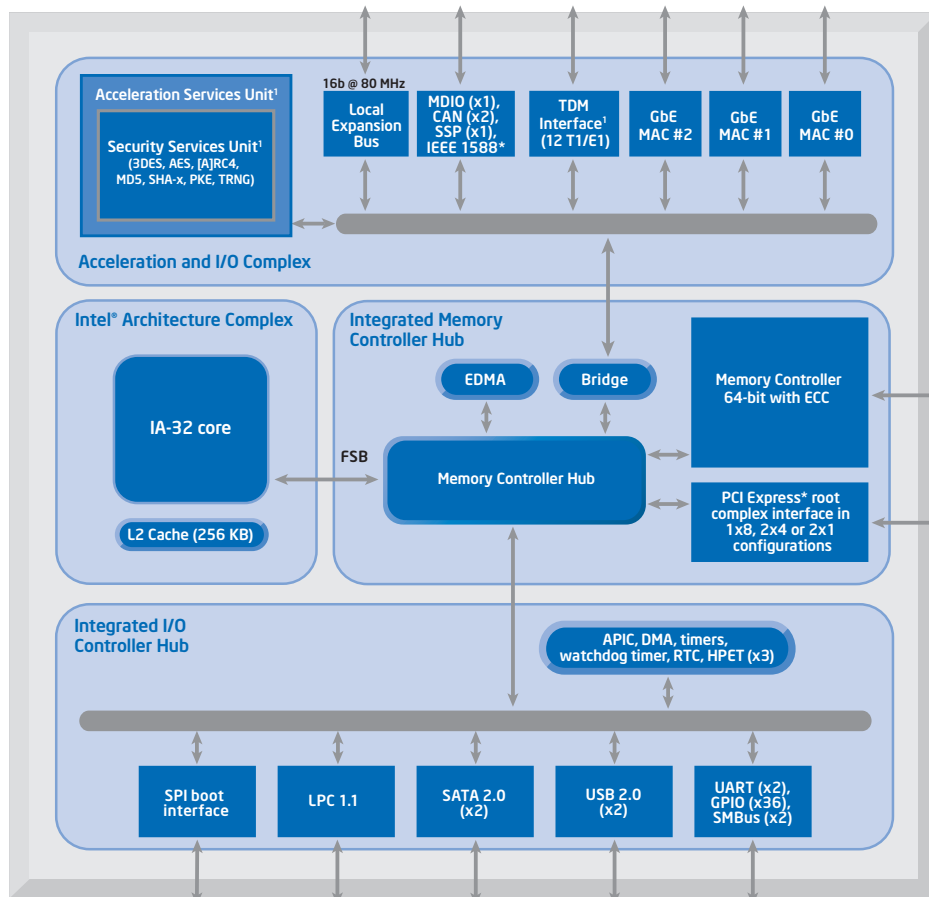 16b @ 80 MHz
Acceleration Services Unit¹
Security Services Unit¹
(3DES, AES, [A]RC4,
MD5, SHA-x, PKE, TRNG)
Local
Expansion
Bus
MDIO (x1),
CAN (x2),
SSP (x1),
IEEE 1588*
TDM
Interface¹
(12 T1/E1)
GbE
MAC #2
GbE
MAC #1
GbE
MAC #0
Acceleration and I/O Complex
Intel® Architecture Complex
IA-32 core
L2 Cache (256 KB)
FSB
Integrated Memory
Controller Hub
EDMA
Bridge
Memory Controller Hub
Memory Controller
64-bit with ECC
PCI Express* root
complex interface in
1x8, 2x4 or 2x1
configurations
Integrated I/O
Controller Hub
APIC, DMA, timers,
watchdog timer, RTC, HPET (x3)
SPI boot
interface
LPC 1.1
SATA 2.0
(x2)
USB 2.0
(x2)
UART (x2),
GPIO (x36),
SMBus (x2)